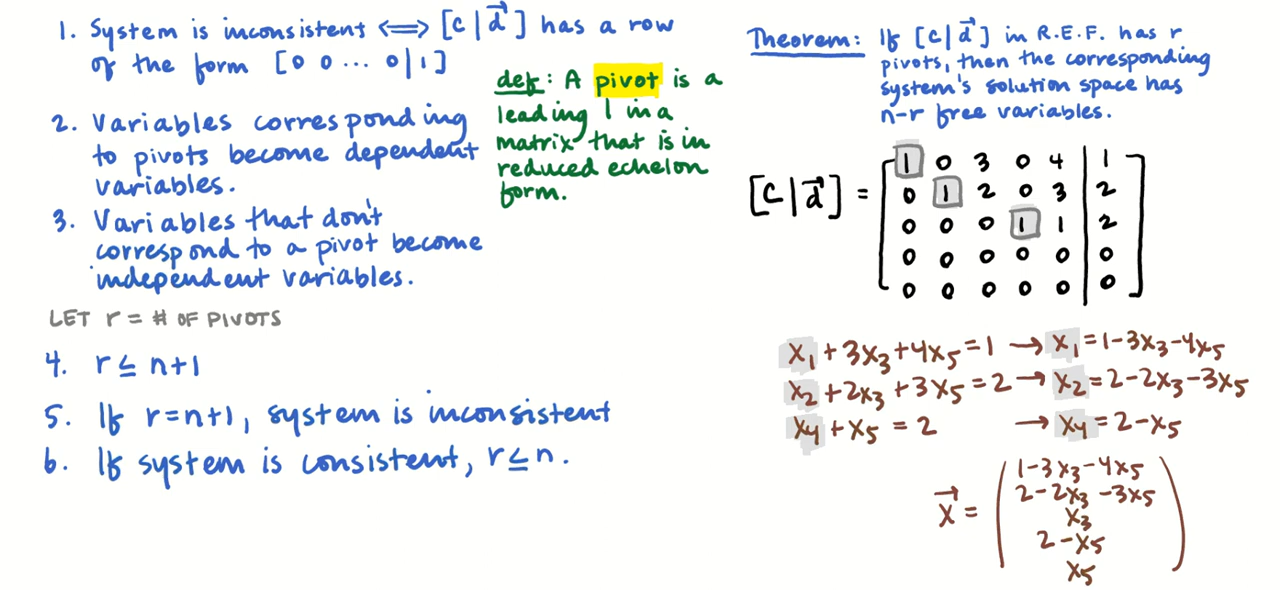 1. System is inconsistent ⟺ [C|d⃗] has a row
of the form [0 0 ... 0|1]
2. Variables corresponding
to pivots become dependent
variables.
3. Variables that don't
correspond to a pivot become
independent variables.
LET r = # OF PIVOTS
4. r ≤ n+1
5. If r=n+1, system is inconsistent
6. If system is consistent, r≤n.
def: A pivot is a
leading 1 in a
matrix that is in
reduced echelon
form.
Theorem: If [C|d⃗] in R.E.F. has r
pivots, then the corresponding
system's solution space has
n-r free variables.
[C|d⃗] =
1 0 3 0 4 | 1
0 1 2 0 3 | 2
0 0 0 1 1 | 2
0 0 0 0 0 | 0
0 0 0 0 0 | 0
x₁ + 3x₃ + 4x₅ = 1 → x₁ = 1-3x₃-4x₅
x₂ + 2x₃ + 3x₅ = 2 → x₂ = 2-2x₃-3x₅
x₄ + x₅ = 2 → x₄ = 2-x₅
x⃗ =
1-3x₃-4x₅
2-2x₃-3x₅
x₃
2-x₅
x₅